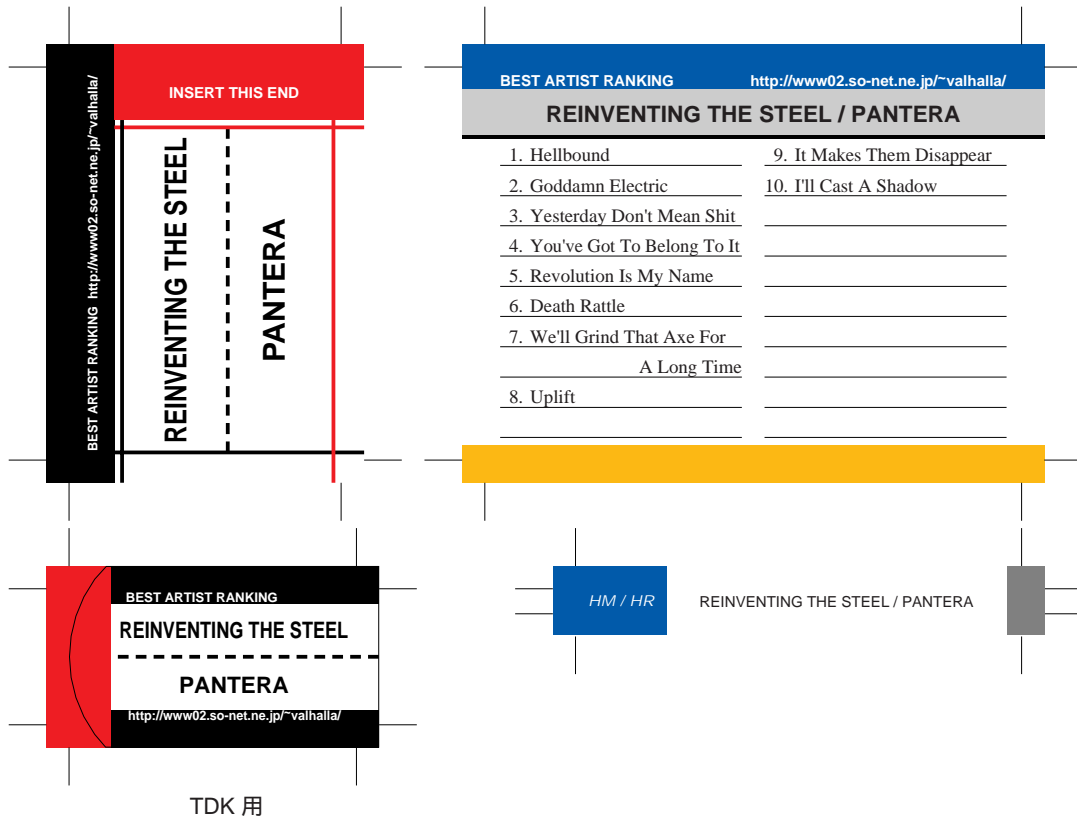 INSERT THIS END
BEST ARTIST RANKING http://www02.so-net.ne.jp/~valhalla/
REINVENTING THE STEEL
PANTERA
BEST ARTIST RANKING http://www02.so-net.ne.jp/~valhalla/
REINVENTING THE STEEL / PANTERA
1. Hellbound
2. Goddamn Electric
3. Yesterday Don't Mean Shit
4. You've Got To Belong To It
5. Revolution Is My Name
6. Death Rattle
7. We'll Grind That Axe For
A Long Time
8. Uplift
9. It Makes Them Disappear
10. I'll Cast A Shadow
BEST ARTIST RANKING
REINVENTING THE STEEL
PANTERA
http://www02.so-net.ne.jp/~valhalla/
HM / HR
REINVENTING THE STEEL / PANTERA
TDK 用